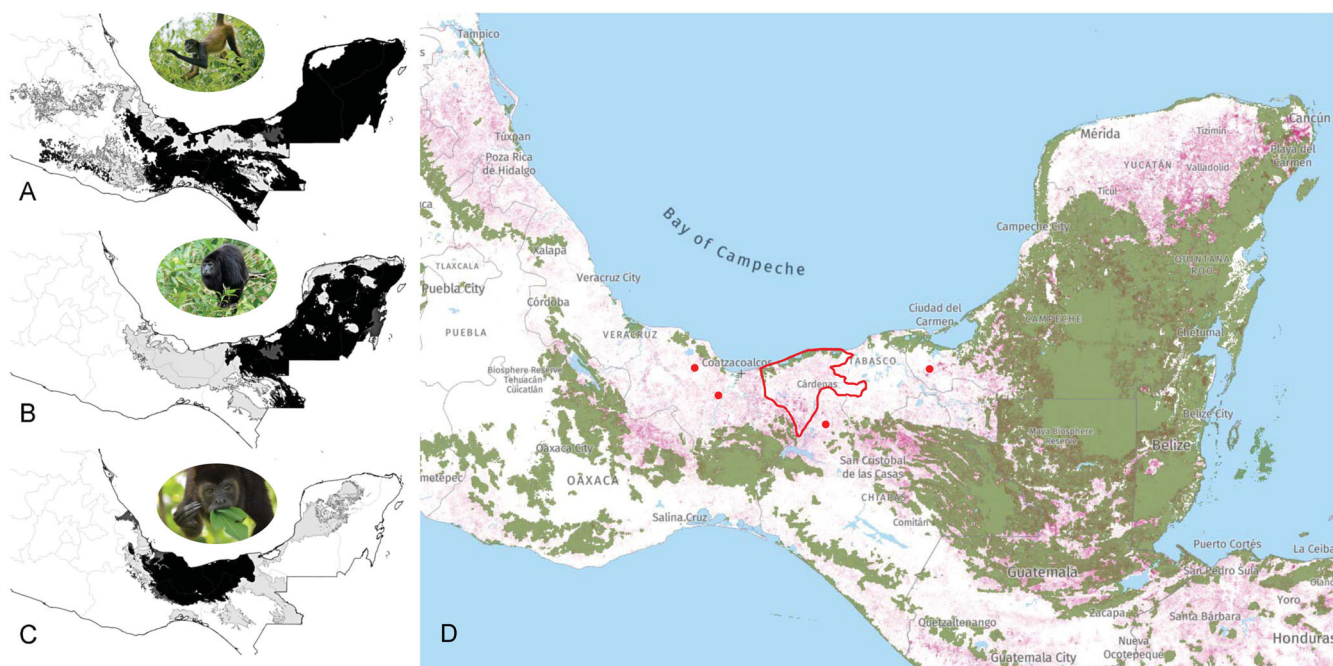 A
B
C
D
Tampico
Túxpan
Poza Rica
de Hidalgo
Xalapa
TLAXCALA
Puebla City
Veracruz City
Córdoba
PUEBLA
VERACRUZ
Biosphere Reserve
Tehuacán
Cuicatlán
Coatzacoalcos
Oaxaca City
OAXACA
Salina Cruz
Bay of Campeche
Ciudad del
Carmen
TABASCO
Cárdenas
San Cristóbal
de Las Casas
CHIAPAS
Comitán
Mérida
Tizimín
Cancún
Playa del
Carmen
YUCATÁN
Valladolid
Ticul
Campeche City
QUINTANA
ROO
CAMPECHE
Chetumal
Maya Biosphere
Reserve
Belize City
Belize
Puerto Cortés
La Ceiba
San Pedro Sula
Guatemala
Zacapa
Yoro
Santa Bárbara
Quetzaltenango
Nueva
Ocotepeque
Honduras
Guatemala City